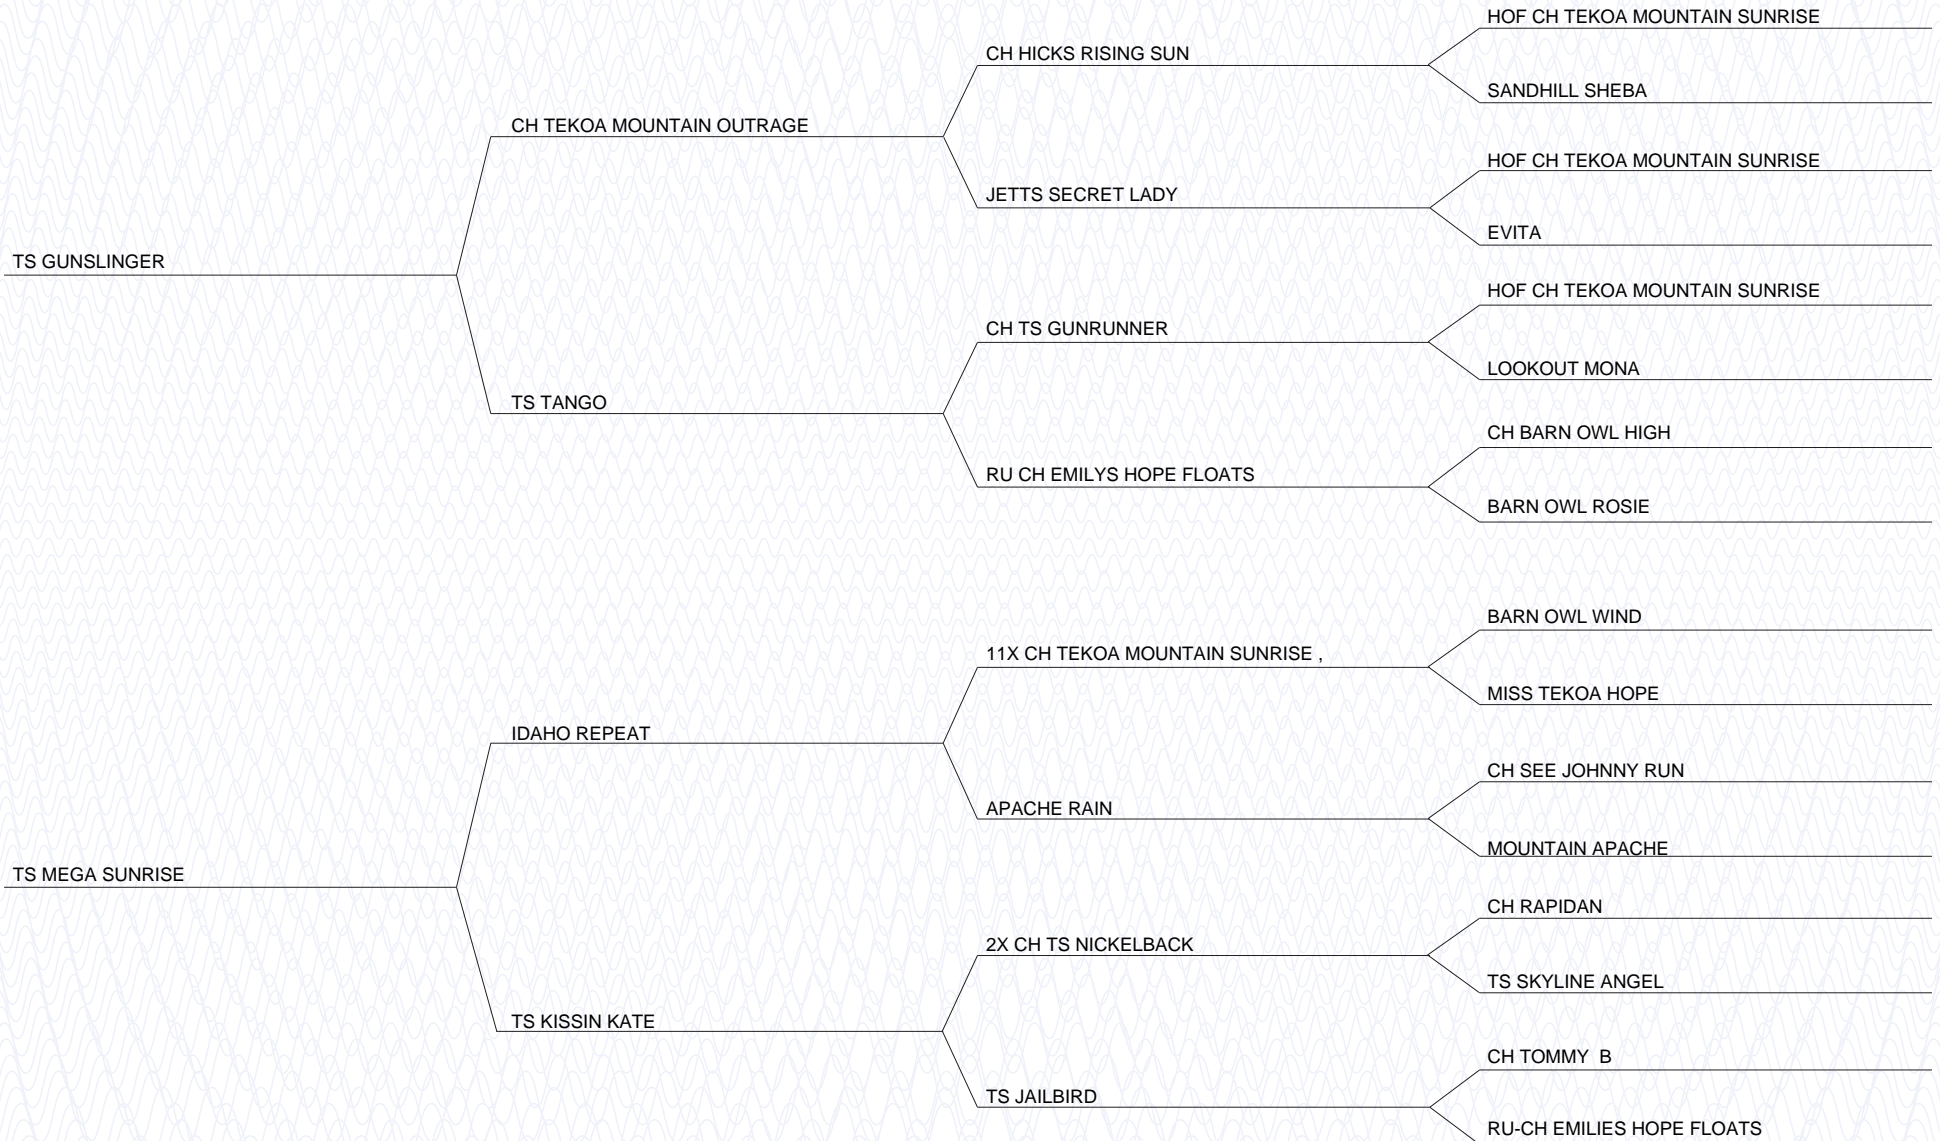 HOF CH TEKOA MOUNTAIN SUNRISE
CH HICKS RISING SUN
SANDHILL SHEBA
CH TEKOA MOUNTAIN OUTRAGE
HOF CH TEKOA MOUNTAIN SUNRISE
JETTS SECRET LADY
EVITA
TS GUNSLINGER
HOF CH TEKOA MOUNTAIN SUNRISE
CH TS GUNRUNNER
LOOKOUT MONA
TS TANGO
CH BARN OWL HIGH
RU CH EMILYS HOPE FLOATS
BARN OWL ROSIE
BARN OWL WIND
11X CH TEKOA MOUNTAIN SUNRISE ,
MISS TEKOA HOPE
IDAHO REPEAT
CH SEE JOHNNY RUN
APACHE RAIN
MOUNTAIN APACHE
TS MEGA SUNRISE
CH RAPIDAN
2X CH TS NICKELBACK
TS SKYLINE ANGEL
TS KISSIN KATE
CH TOMMY  B
TS JAILBIRD
RU-CH EMILIES HOPE FLOATS